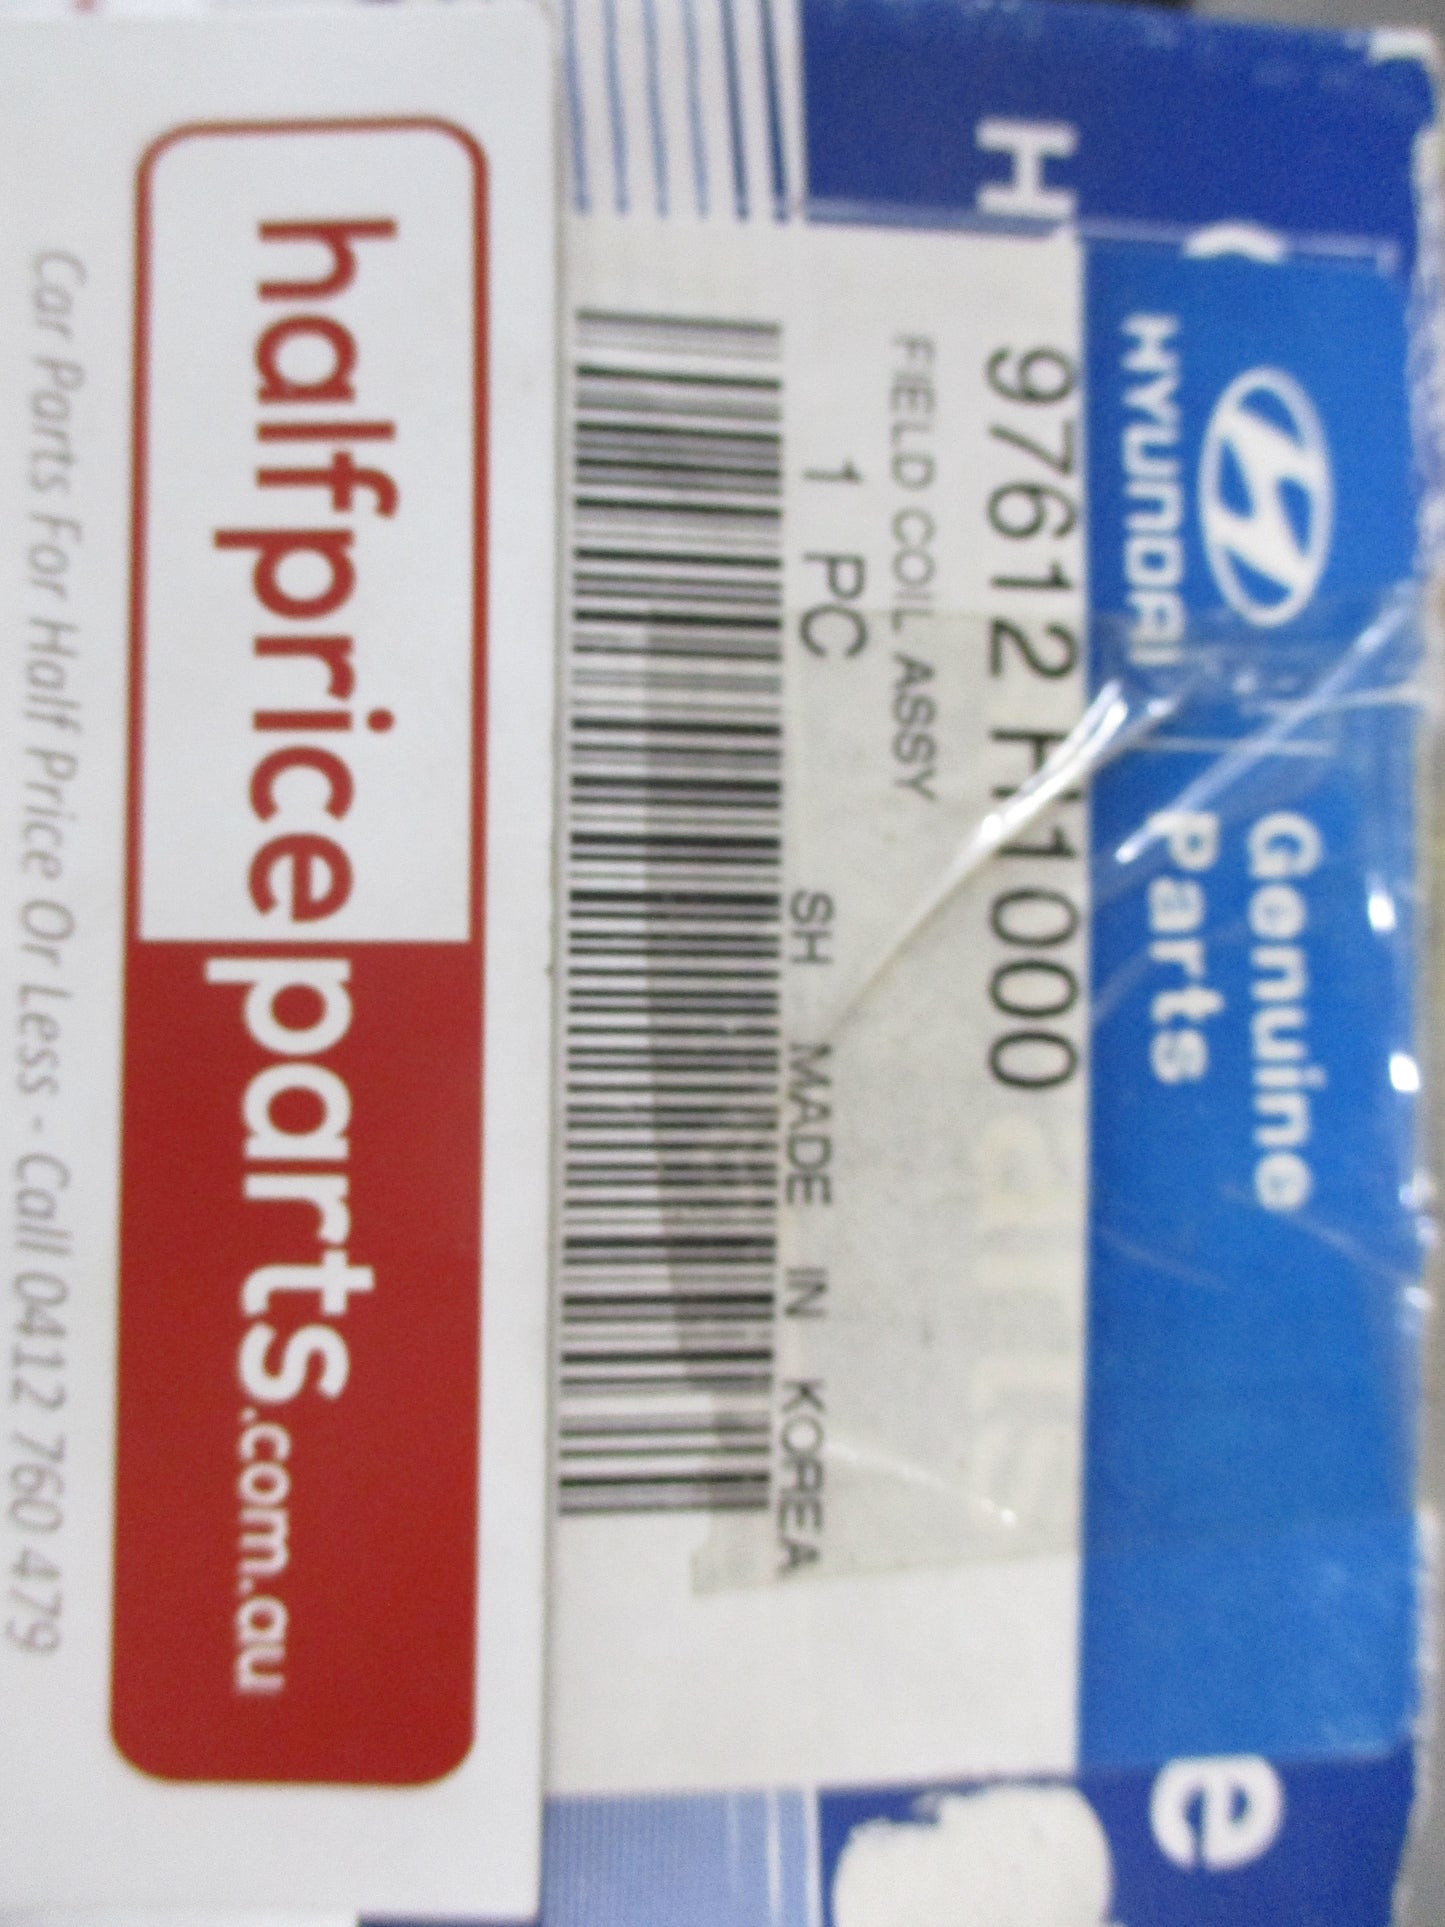 HYUNDAI
Genuine
Parts
97612 H1000
FIELD COIL ASSY
1 PC
SH MADE IN KOREA
halfpriceparts.com.au
Car Parts For Half Price Or Less - Call 0412 760 479